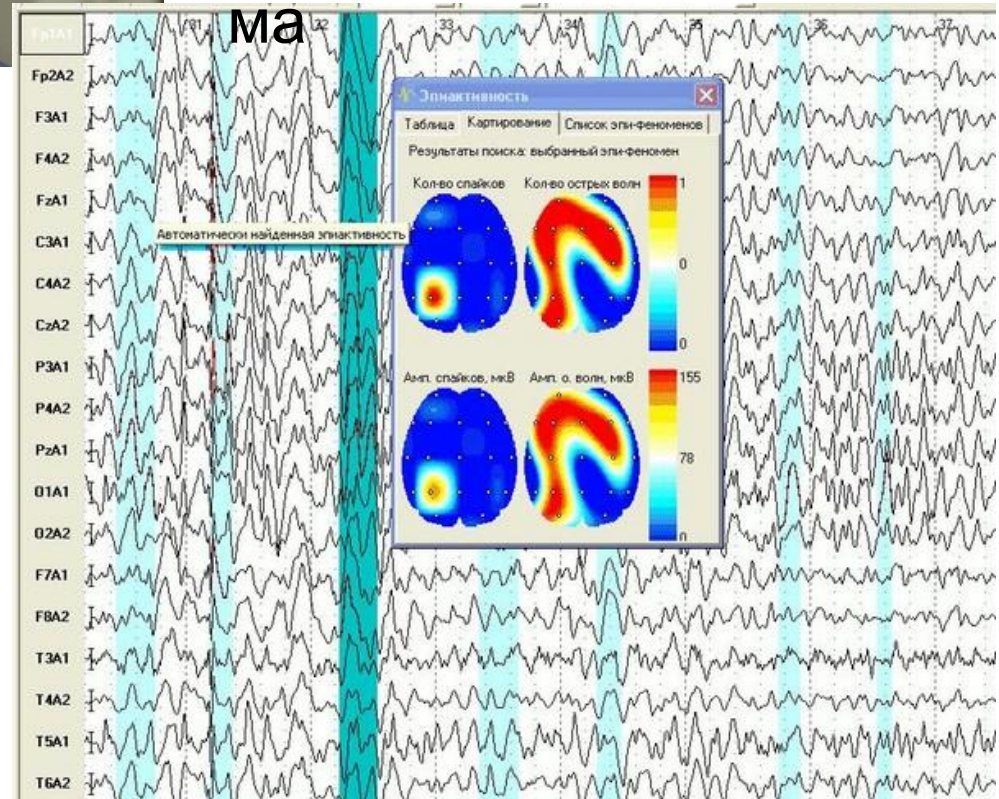 ма
Fp1A1
31 32 33 34 35 36 37
Fp2A2
F3A1
F4A2
FzA1
C3A1
C4A2
CzA2
P3A1
P4A2
PzA1
O1A1
O2A2
F7A1
F8A2
T3A1
T4A2
T5A1
T6A2
Автоматически найденная эпиактивность
Эпиактивность
Таблица Картирование Список эпи-феноменов
Результаты поиска: выбранный эпи-феномен
Кол-во спайков Кол-во острых волн
1
0
0
Амп. спайков, мкВ Амп. о. волн, мкВ
155
78
0